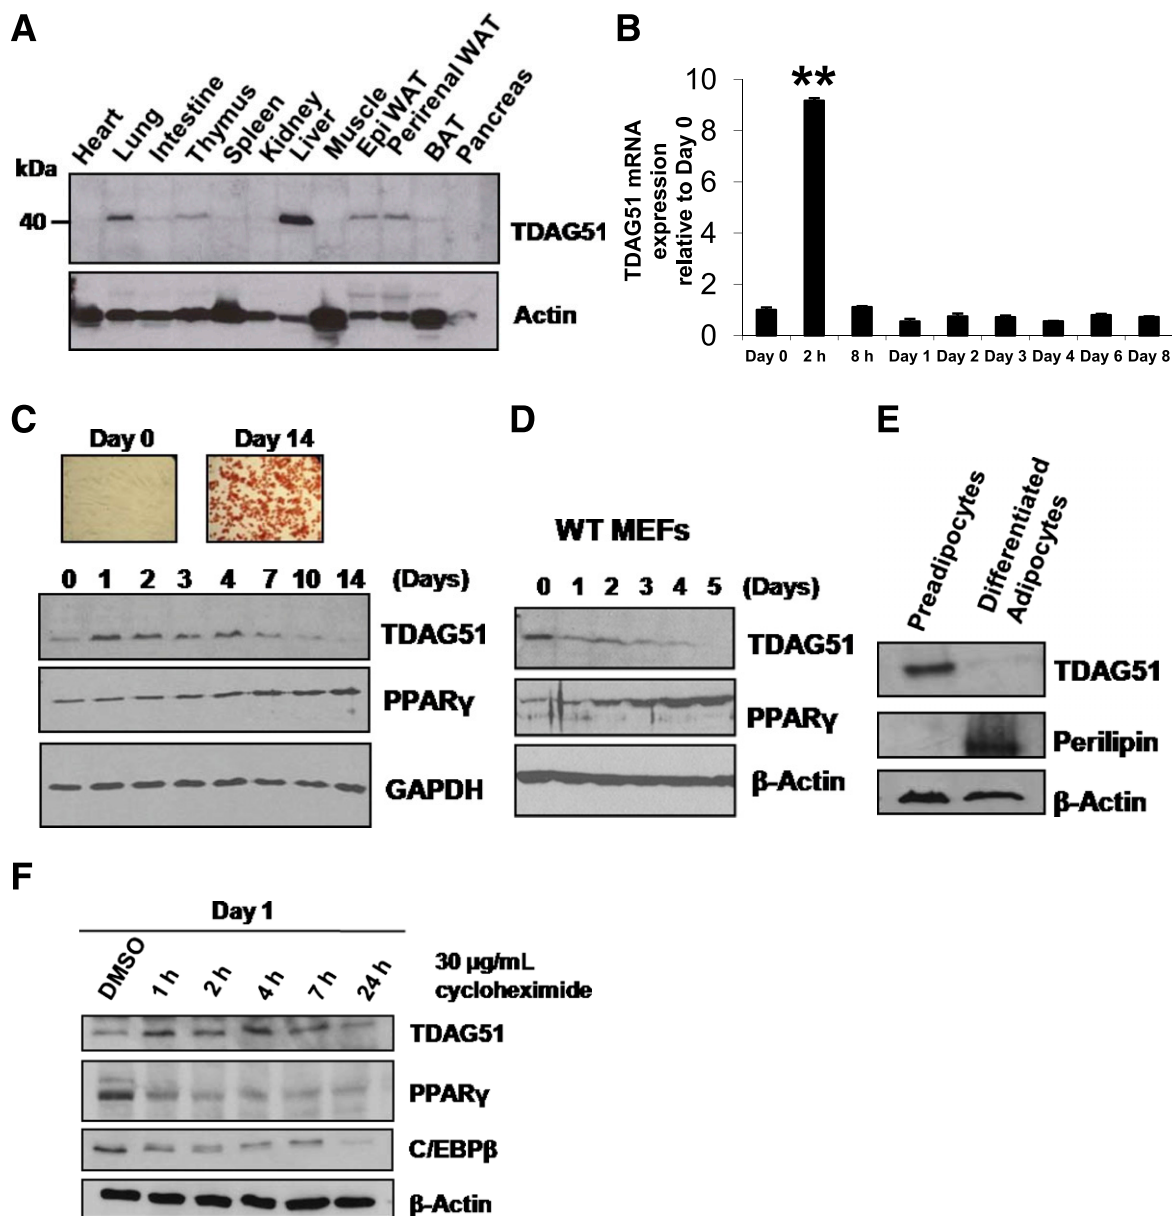 A
Heart
Lung
Intestine
Thymus
Spleen
Kidney
Liver
Muscle
Epi WAT
Perirenal WAT
BAT
Pancreas
kDa
40
TDAG51
Actin
B
TDAG51 mRNA
expression
relative to Day 0
10
8
6
4
2
0
**
Day 0 2 h 8 h Day 1 Day 2 Day 3 Day 4 Day 6 Day 8
C
Day 0 Day 14
0 1 2 3 4 7 10 14 (Days)
TDAG51
PPARγ
GAPDH
D
WT MEFs
0 1 2 3 4 5 (Days)
TDAG51
PPARγ
β-Actin
E
Preadipocytes
Differentiated
Adipocytes
TDAG51
Perilipin
β-Actin
F
Day 1
DMSO
1 h
2 h
4 h
7 h
24 h
30 μg/mL
cycloheximide
TDAG51
PPARγ
C/EBPβ
β-Actin